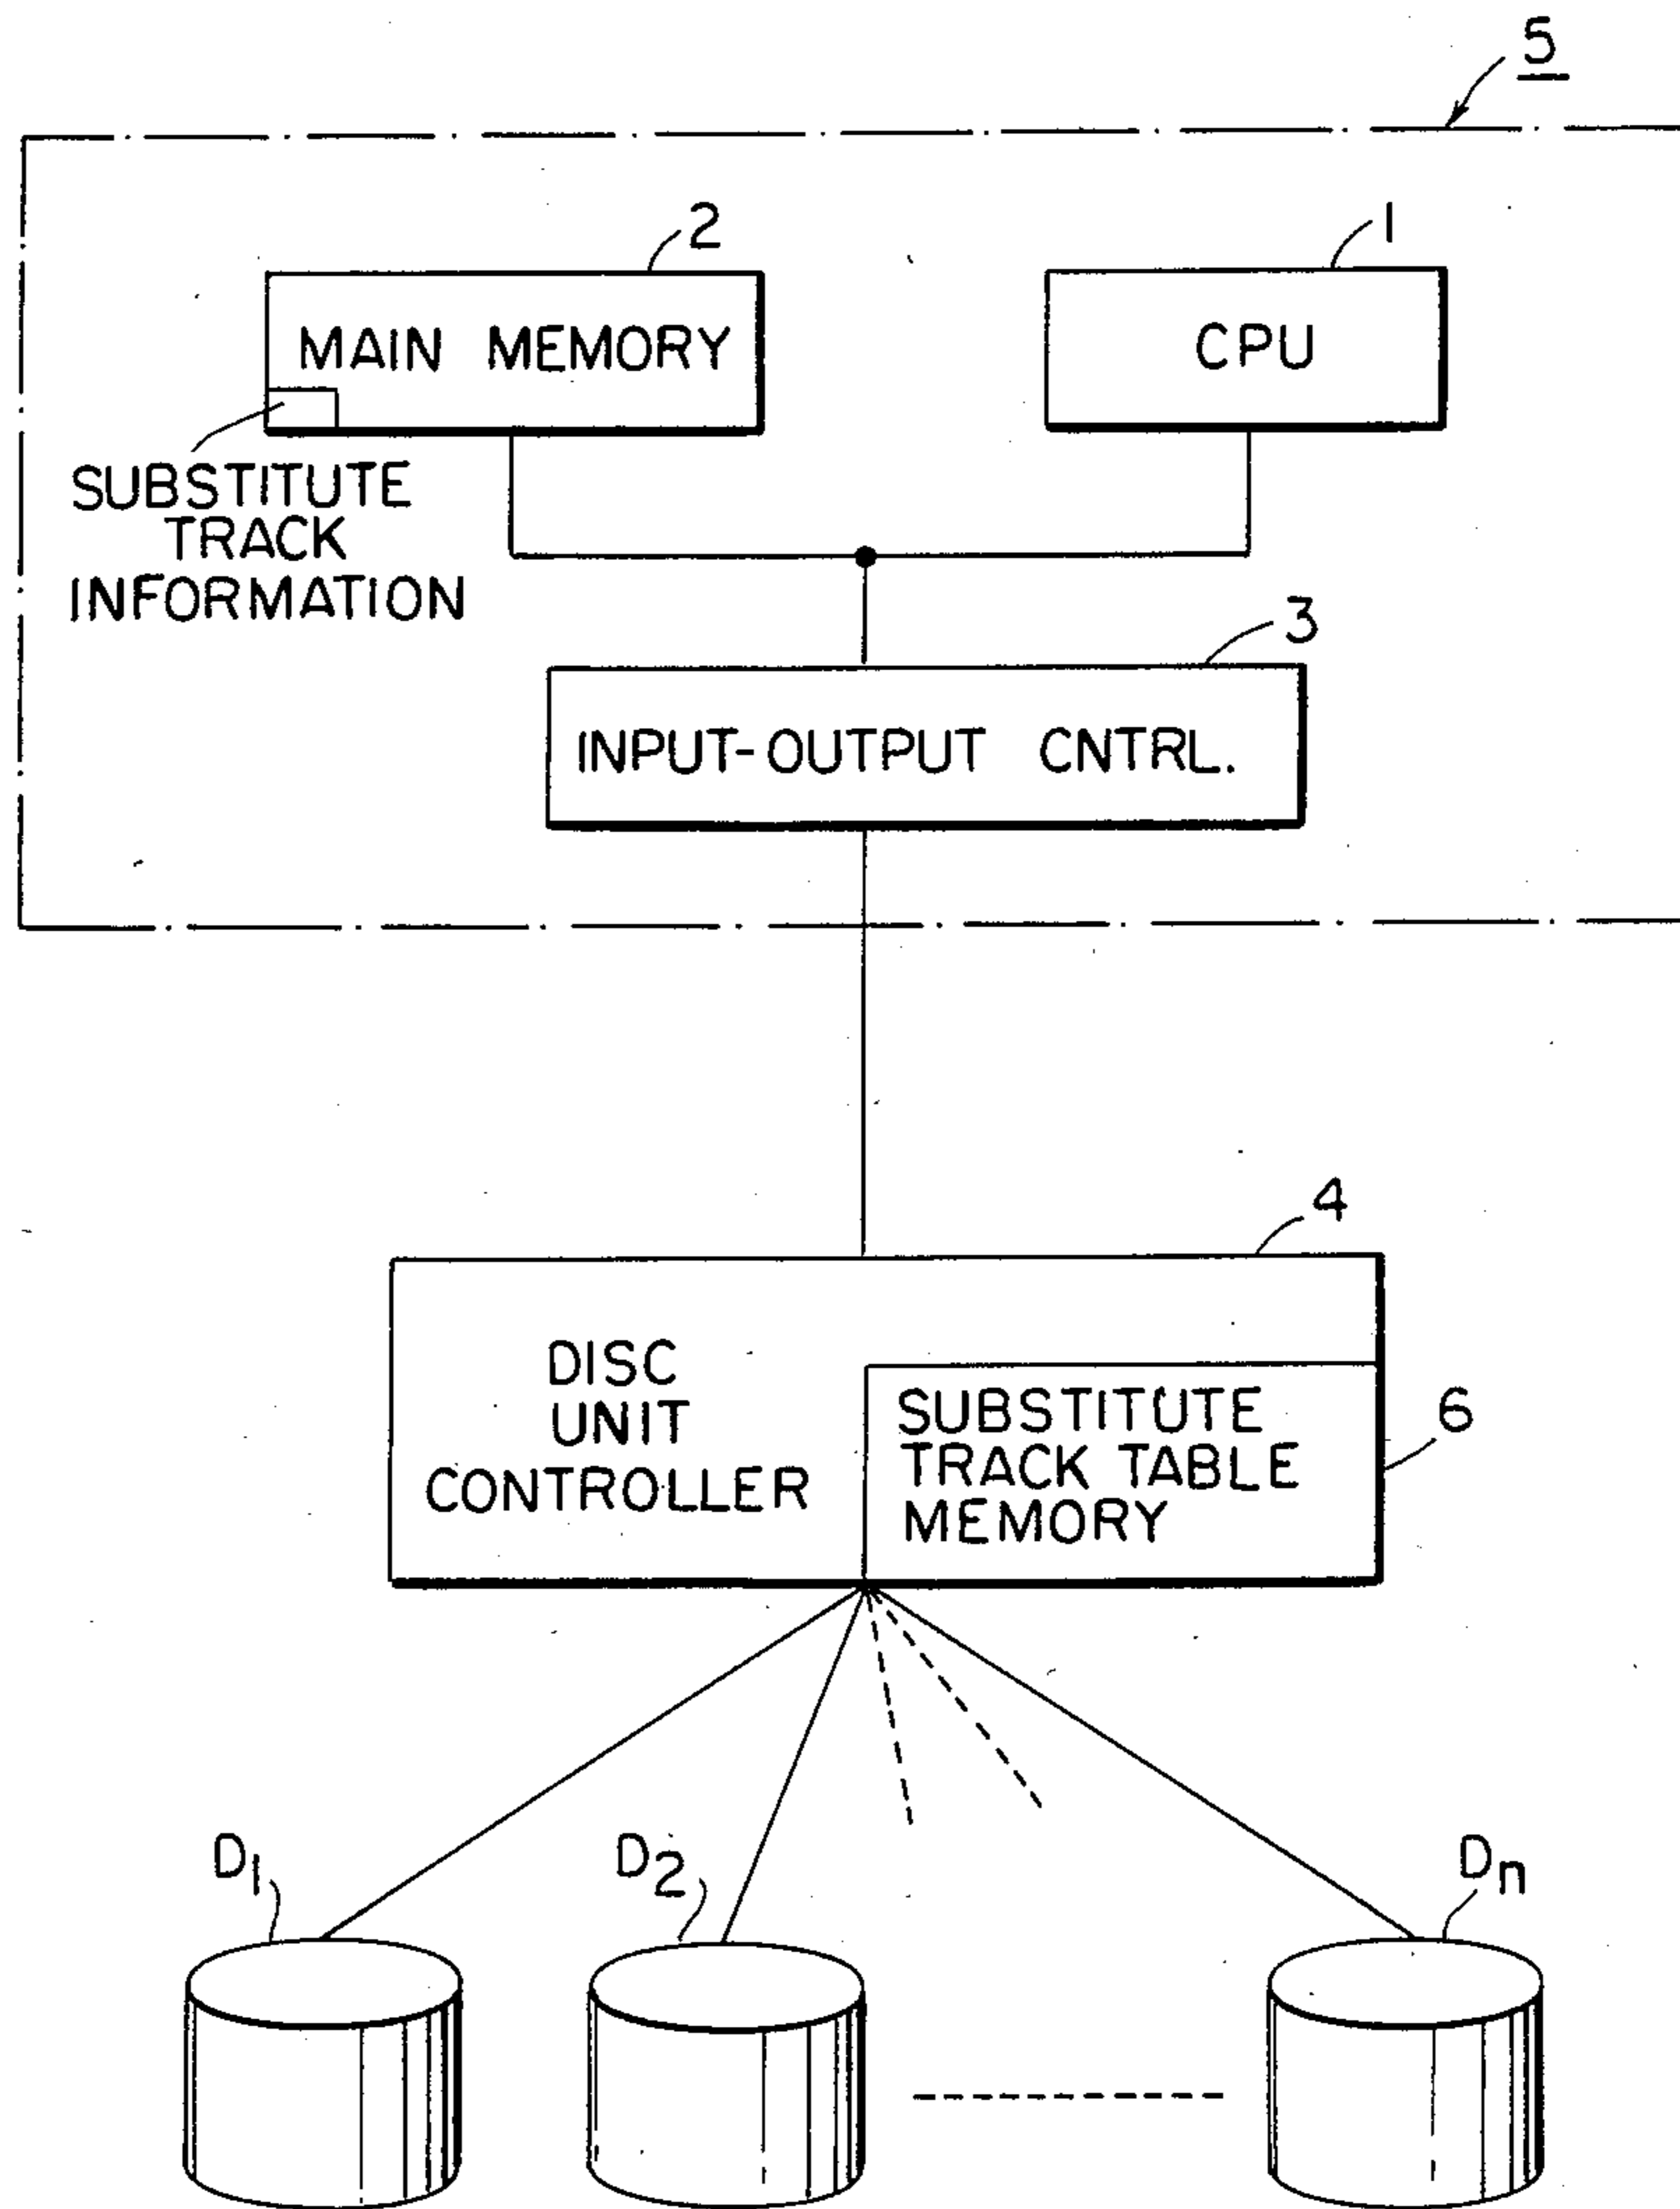 5
2
1
MAIN MEMORY
CPU
SUBSTITUTE
TRACK
INFORMATION
3
INPUT-OUTPUT CNTRL.
4
DISC
UNIT
CONTROLLER
SUBSTITUTE
TRACK TABLE
MEMORY
6
D1
D2
Dn